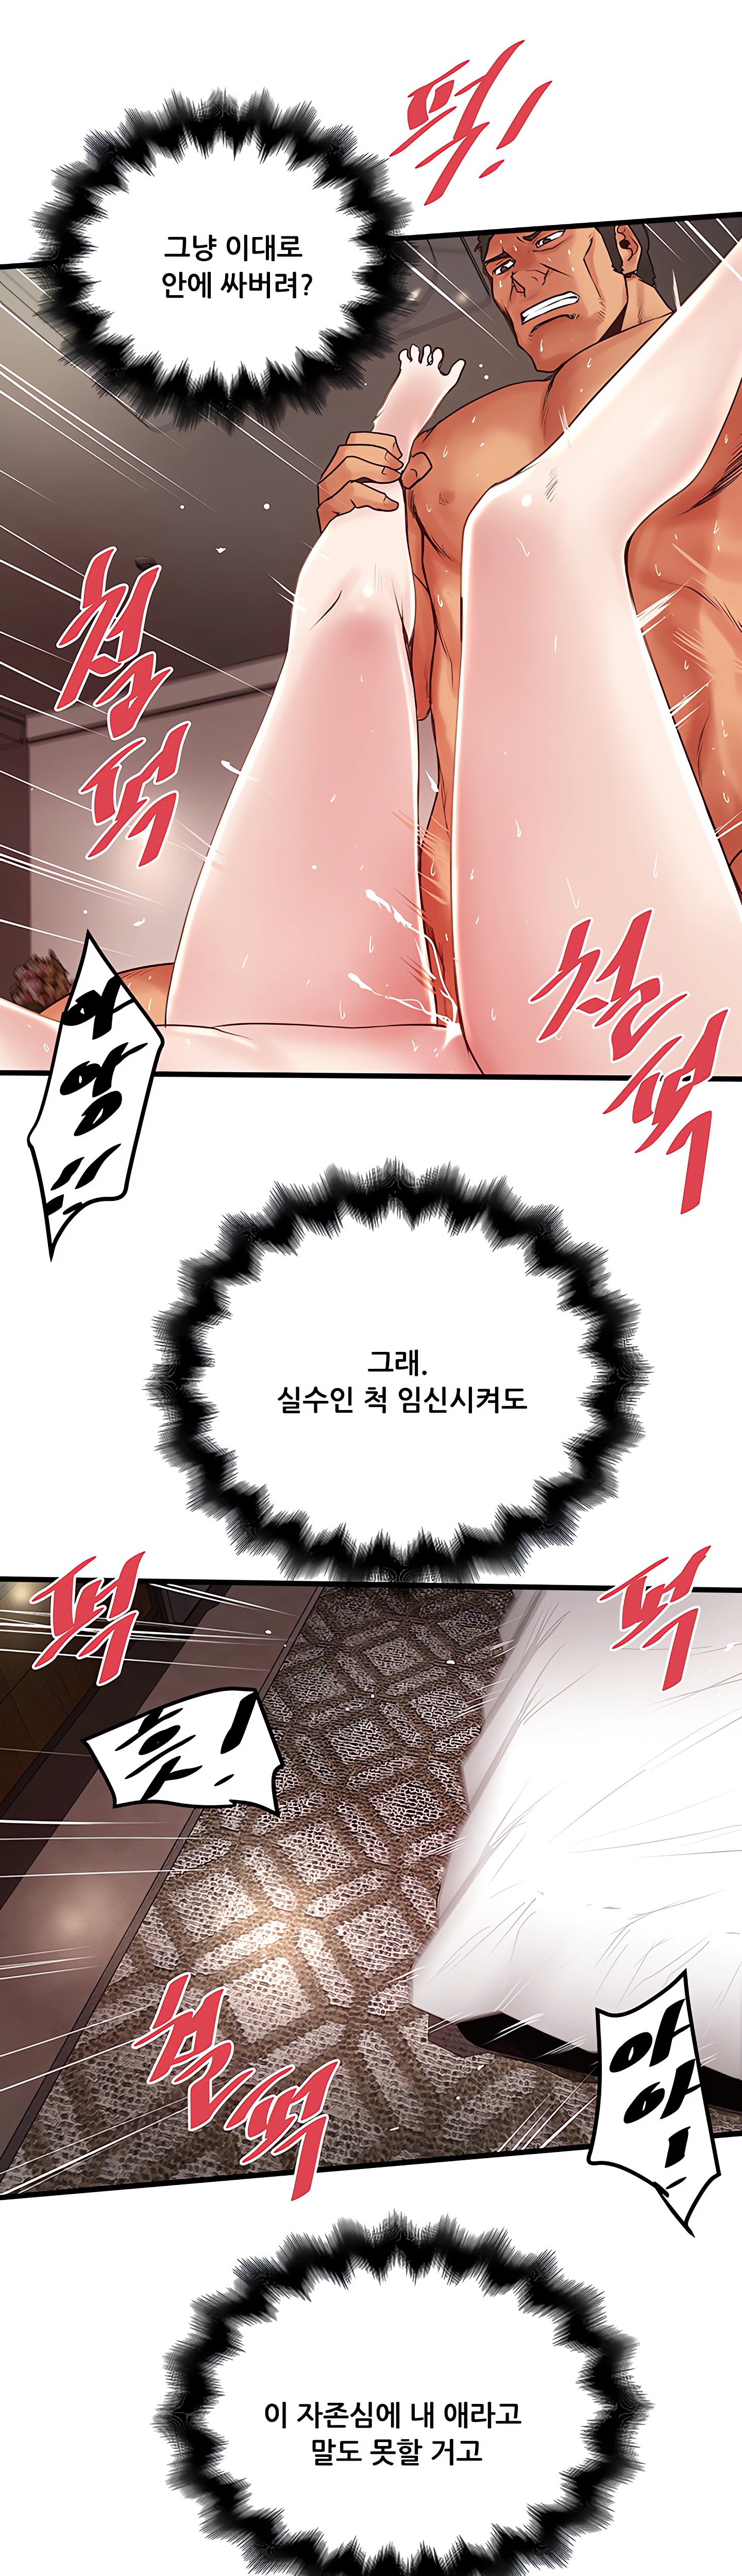 퍽!
그냥 이대로
안에 싸버려?
철
퍽
철
퍽
하앙!!
그래.
실수인 척 임신시켜도
퍽
퍽
흣!
철
퍽
아아!
이 자존심에 내 애라고
말도 못할 거고